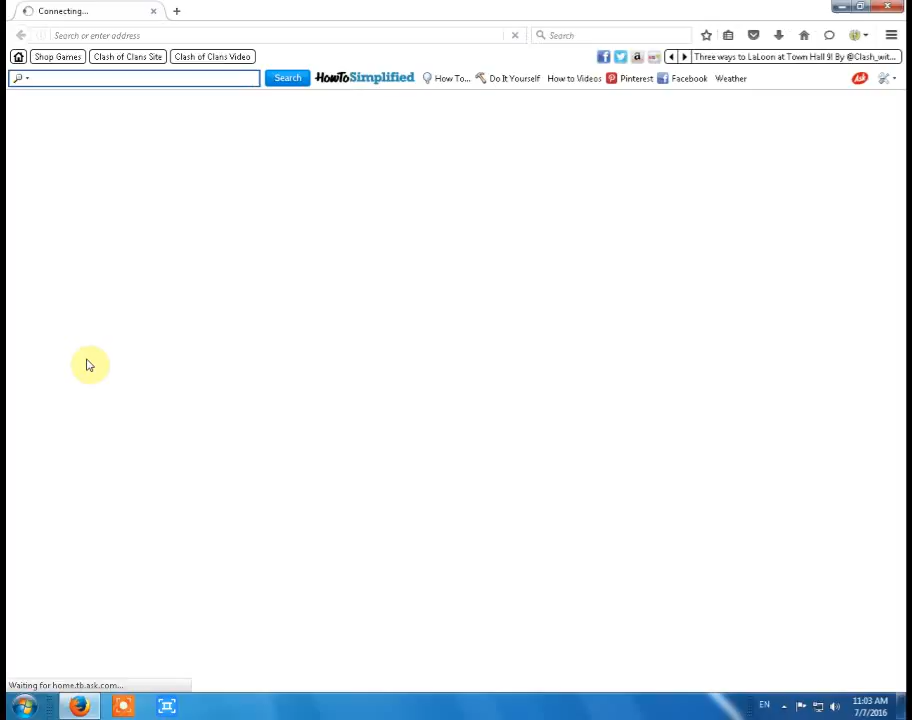 Connecting...
Search or enter address
Search
Shop Games
Clash of Clans Site
Clash of Clans Video
a
Three ways to LaLoon at Town Hall 9! By @Clash_wit...
Search
HowToSimplified
How To...
Do It Yourself
How to Videos
Pinterest
Facebook
Weather
Ask
Waiting for home.tb.ask.com...
EN
11:03 AM
7/7/2016